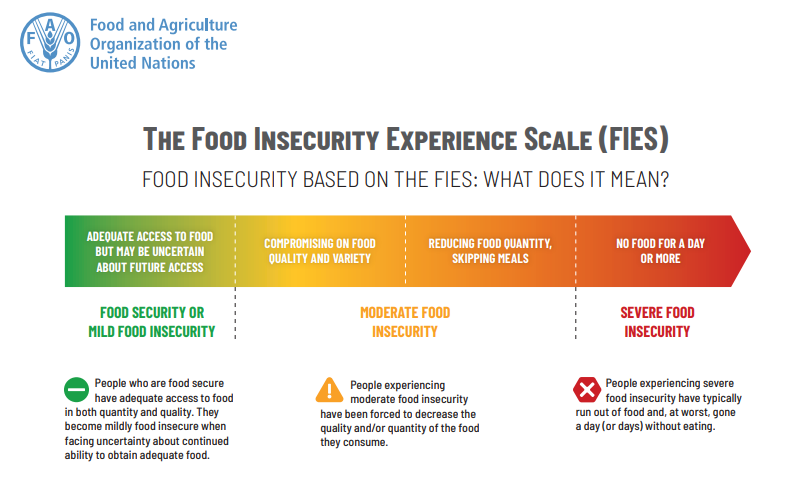 Food and Agriculture
Organization of the
United Nations
F A O
FIAT PANIS
THE FOOD INSECURITY EXPERIENCE SCALE (FIES)
FOOD INSECURITY BASED ON THE FIES: WHAT DOES IT MEAN?
ADEQUATE ACCESS TO FOOD
BUT MAY BE UNCERTAIN
ABOUT FUTURE ACCESS
COMPROMISING ON FOOD
QUALITY AND VARIETY
REDUCING FOOD QUANTITY,
SKIPPING MEALS
NO FOOD FOR A DAY
OR MORE
FOOD SECURITY OR
MILD FOOD INSECURITY
MODERATE FOOD
INSECURITY
SEVERE FOOD
INSECURITY
People who are food secure
have adequate access to food
in both quantity and quality. They
become mildly food insecure when
facing uncertainty about continued
ability to obtain adequate food.
People experiencing
moderate food insecurity
have been forced to decrease the
quality and/or quantity of the food
they consume.
People experiencing severe
food insecurity have typically
run out of food and, at worst, gone
a day (or days) without eating.